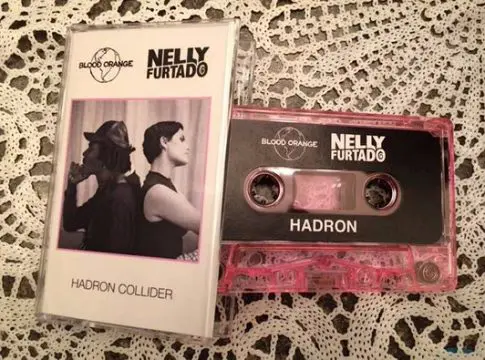 BLOOD ORANGE
NELLY
FURTADO
HADRON COLLIDER
BLOOD ORANGE
NELLY
FURTADO
HADRON